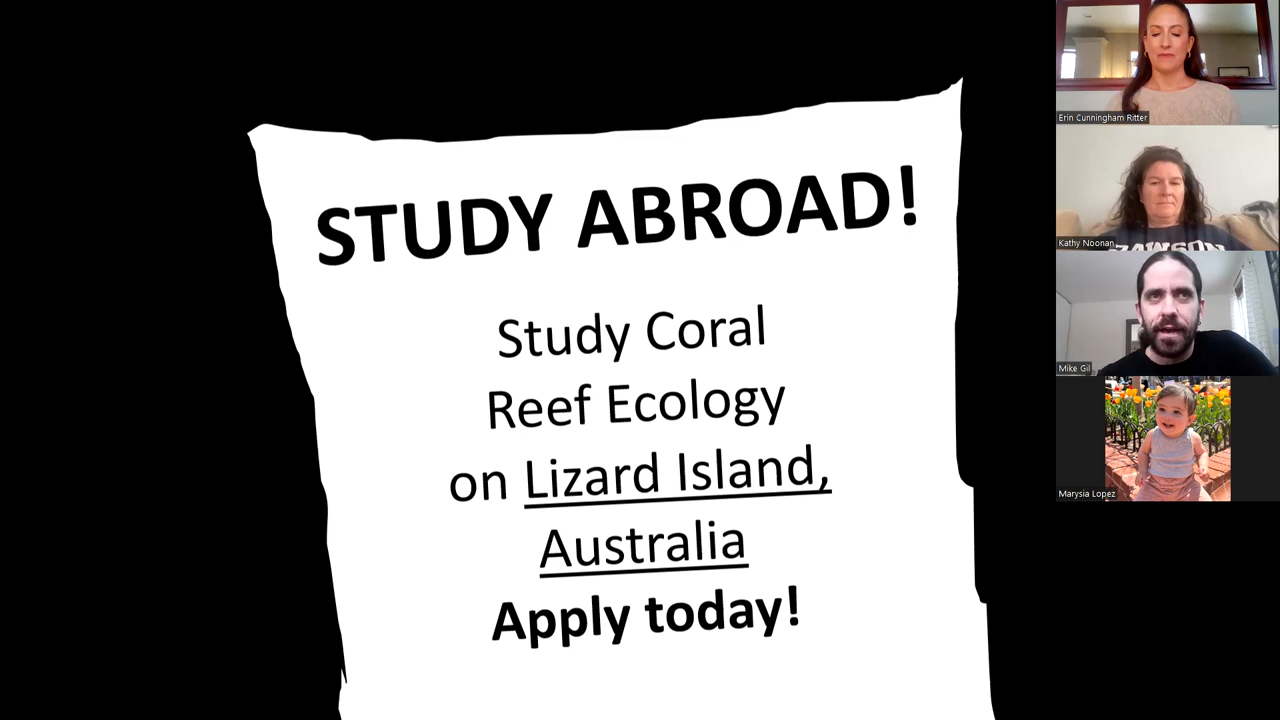 STUDY ABROAD!
Study Coral
Reef Ecology
on Lizard Island,
Australia
Apply today!
Erin Cunningham Ritter
Kathy Noonan
Mike Gil
Marysia Lopez